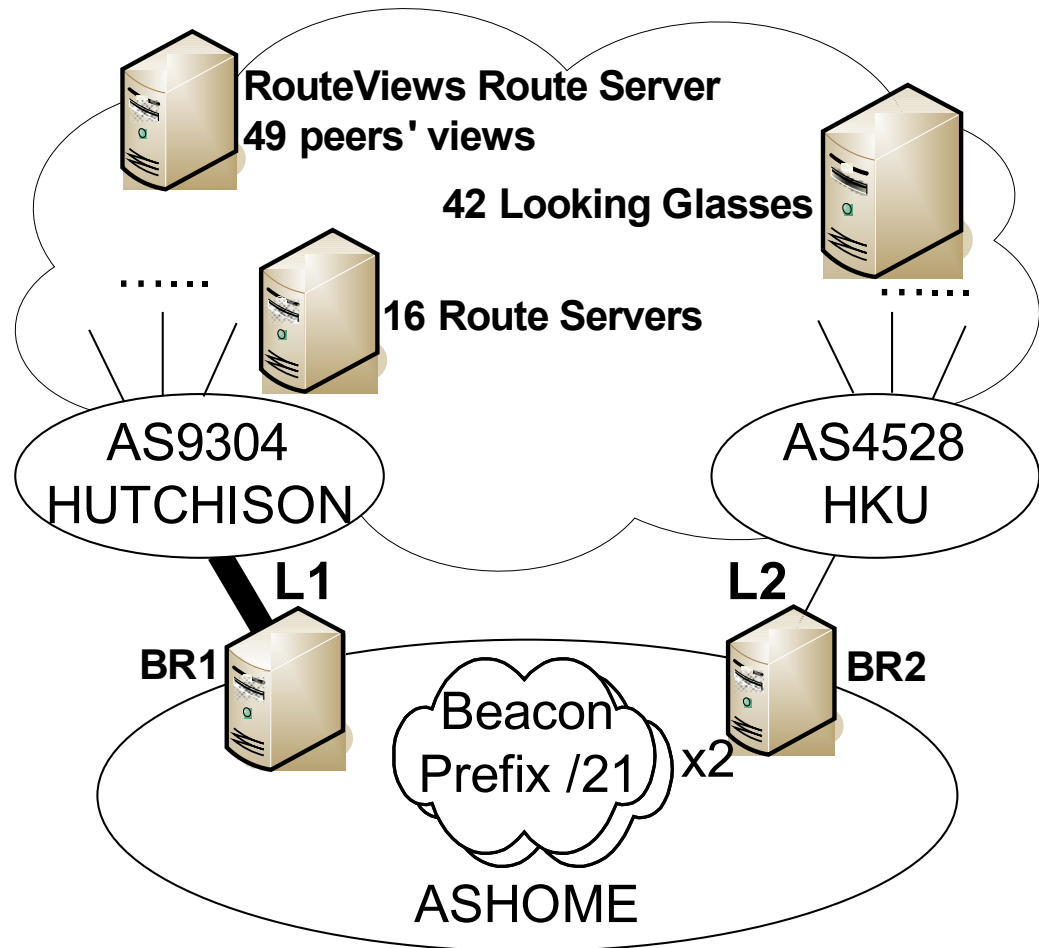 RouteViews Route Server
49 peers' views
42 Looking Glasses
16 Route Servers
AS9304
HUTCHISON
AS4528
HKU
L1
L2
BR1
BR2
Beacon
Prefix /21
x2
ASHOME